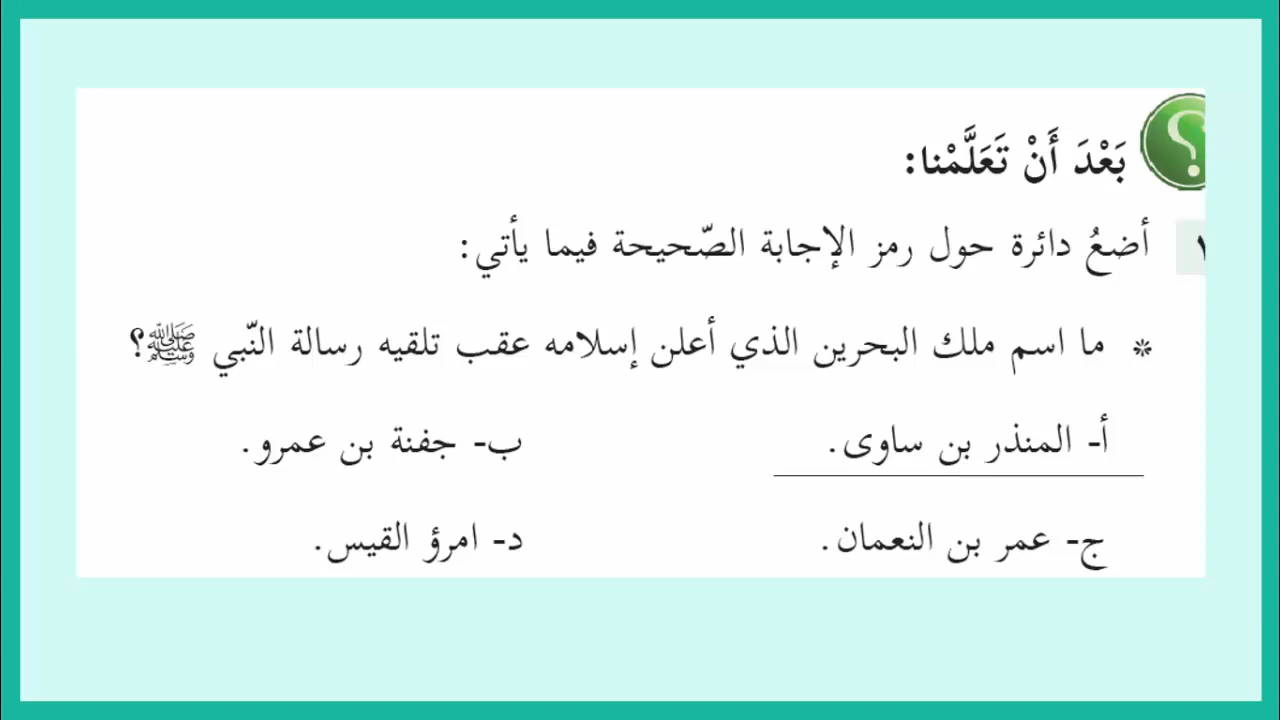 بَعْدَ أَنْ تَعَلَّمْنا:
١ أضعُ دائرة حول رمز الإجابة الصّحيحة فيما يأتي:
* ما اسم ملك البحرين الذي أعلن إسلامه عقب تلقيه رسالة النّبي ﷺ؟
أ- المنذر بن ساوى. ب- جفنة بن عمرو.
ج- عمر بن النعمان. د- امرؤ القيس.